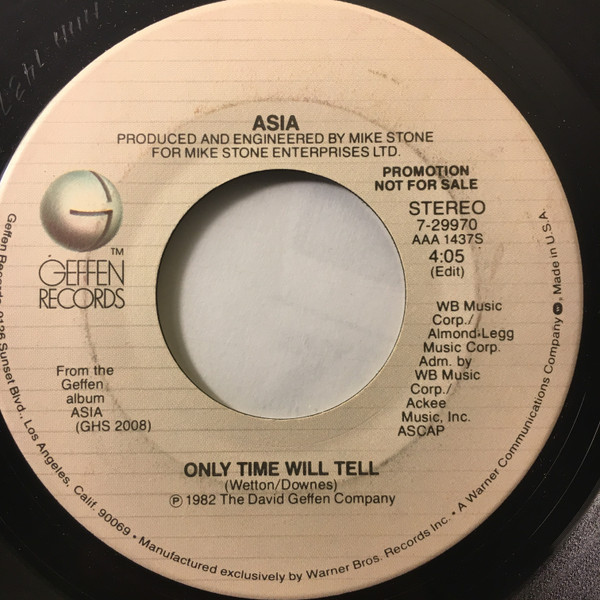 ASIA
PRODUCED AND ENGINEERED BY MIKE STONE
FOR MIKE STONE ENTERPRISES LTD.
PROMOTION
NOT FOR SALE
STEREO
7-29970
AAA 1437S
4:05
(Edit)
G
™
GEFFEN
RECORDS
WB Music
Corp./
Almond-Legg
Music Corp.
Adm. by
WB Music
Corp./
Ackee
Music, Inc.
ASCAP
From the
Geffen
album
ASIA
(GHS 2008)
ONLY TIME WILL TELL
(Wetton/Downes)
℗ 1982 The David Geffen Company
Geffen Records, 9126 Sunset Blvd., Los Angeles, Calif. 90069 • Manufactured exclusively by Warner Bros. Records Inc. • A Warner Communications Company, Made in U.S.A.